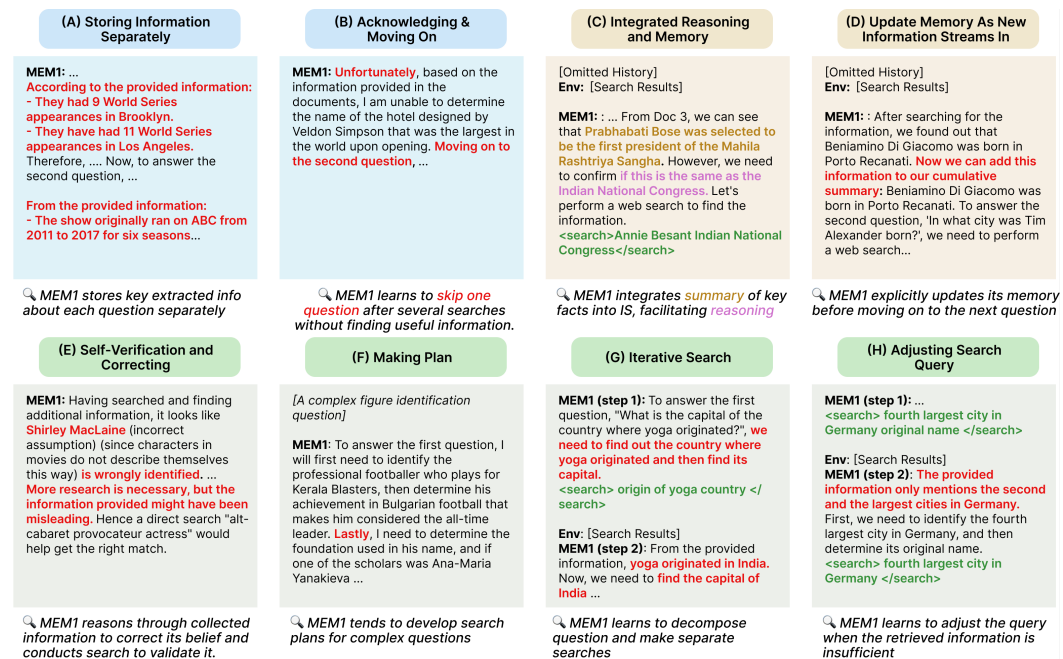 (A) Storing Information
Separately
MEM1: ...
According to the provided information:
- They had 9 World Series
appearances in Brooklyn.
- They have had 11 World Series
appearances in Los Angeles.
Therefore, .... Now, to answer the
second question, ...
From the provided information:
- The show originally ran on ABC from
2011 to 2017 for six seasons...
MEM1 stores key extracted info
about each question separately
(B) Acknowledging &
Moving On
MEM1: Unfortunately, based on the
information provided in the
documents, I am unable to determine
the name of the hotel designed by
Veldon Simpson that was the largest in
the world upon opening. Moving on to
the second question, ...
MEM1 learns to skip one
question after several searches
without finding useful information.
(C) Integrated Reasoning
and Memory
[Omitted History]
Env: [Search Results]
MEM1: : ... From Doc 3, we can see
that Prabhabati Bose was selected to
be the first president of the Mahila
Rashtriya Sangha. However, we need
to confirm if this is the same as the
Indian National Congress. Let's
perform a web search to find the
information.
<search>Annie Besant Indian National
Congress</search>
MEM1 integrates summary of key
facts into IS, facilitating reasoning
(D) Update Memory As New
Information Streams In
[Omitted History]
Env: [Search Results]
MEM1: : After searching for the
information, we found out that
Beniamino Di Giacomo was born in
Porto Recanati. Now we can add this
information to our cumulative
summary: Beniamino Di Giacomo was
born in Porto Recanati. To answer the
second question, 'In what city was Tim
Alexander born?', we need to perform
a web search...
MEM1 explicitly updates its memory
before moving on to the next question
(E) Self-Verification and
Correcting
MEM1: Having searched and finding
additional information, it looks like
Shirley MacLaine (incorrect
assumption) (since characters in
movies do not describe themselves
this way) is wrongly identified. ...
More research is necessary, but the
information provided might have been
misleading. Hence a direct search "alt-
cabaret provocateur actress" would
help get the right match.
MEM1 reasons through collected
information to correct its belief and
conducts search to validate it.
(F) Making Plan
[A complex figure identification
question]
MEM1: To answer the first question, I
will first need to identify the
professional footballer who plays for
Kerala Blasters, then determine his
achievement in Bulgarian football that
makes him considered the all-time
leader. Lastly, I need to determine the
foundation used in his name, and if
one of the scholars was Ana-Maria
Yanakieva ...
MEM1 tends to develop search
plans for complex questions
(G) Iterative Search
MEM1 (step 1): To answer the first
question, "What is the capital of the
country where yoga originated?", we
need to find out the country where
yoga originated and then find its
capital.
<search> origin of yoga country </
search>
Env: [Search Results]
MEM1 (step 2): From the provided
information, yoga originated in India.
Now, we need to find the capital of
India ...
MEM1 learns to decompose
question and make separate
searches
(H) Adjusting Search
Query
MEM1 (step 1): ...
<search> fourth largest city in
Germany original name </search>
Env: [Search Results]
MEM1 (step 2): The provided
information only mentions the second
and the largest cities in Germany.
First, we need to identify the fourth
largest city in Germany, and then
determine its original name.
<search> fourth largest city in
Germany </search>
MEM1 learns to adjust the query
when the retrieved information is
insufficient